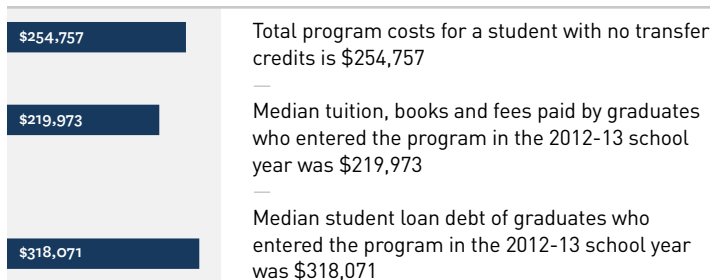 $254,757
Total program costs for a student with no transfer
credits is $254,757
—
$219,973
Median tuition, books and fees paid by graduates
who entered the program in the 2012-13 school
year was $219,973
—
$318,071
Median student loan debt of graduates who
entered the program in the 2012-13 school year
was $318,071